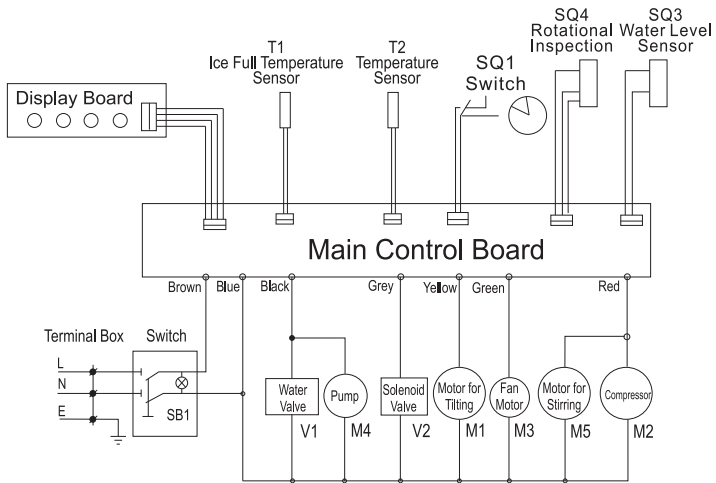 T1
Ice Full Temperature
Sensor
T2
Temperature
Sensor
SQ1
Switch
SQ4
Rotational
Inspection
SQ3
Water Level
Sensor
Display Board
Main Control Board
Brown
Blue
Black
Grey
Yellow
Green
Red
Terminal Box
Switch
L
N
E
SB1
Water
Valve
V1
Pump
M4
Solenoid
Valve
V2
Motor for
Tilting
M1
Fan
Motor
M3
Motor for
Stirring
M5
Compressor
M2